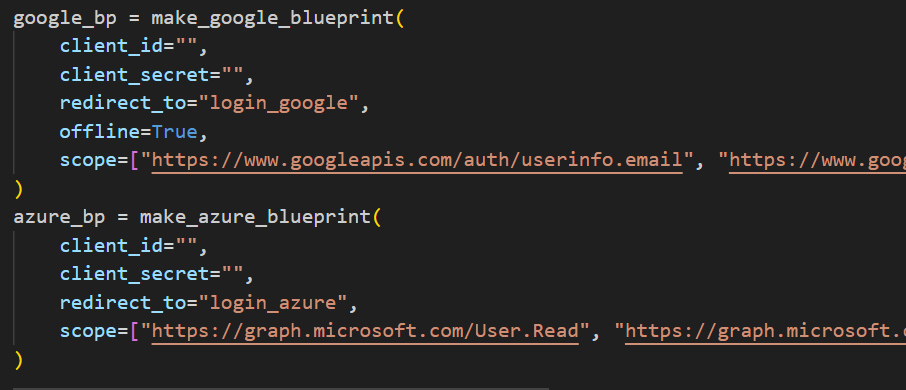 google_bp = make_google_blueprint(
    client_id="",
    client_secret="",
    redirect_to="login_google",
    offline=True,
    scope=["https://www.googleapis.com/auth/userinfo.email", "https://www.goog
)
azure_bp = make_azure_blueprint(
    client_id="",
    client_secret="",
    redirect_to="login_azure",
    scope=["https://graph.microsoft.com/User.Read", "https://graph.microsoft.
)